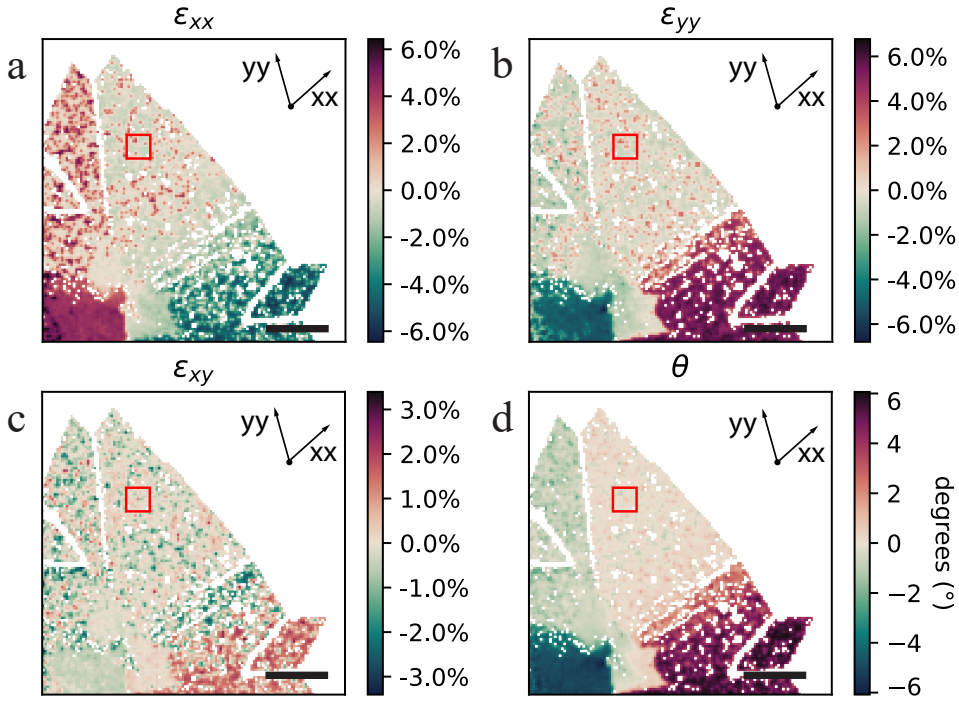 ε_xx
a
yy
xx
6.0%
4.0%
2.0%
0.0%
-2.0%
-4.0%
-6.0%
ε_yy
b
yy
xx
6.0%
4.0%
2.0%
0.0%
-2.0%
-4.0%
-6.0%
ε_xy
c
yy
xx
3.0%
2.0%
1.0%
0.0%
-1.0%
-2.0%
-3.0%
θ
d
yy
xx
6
4
2
0
−2
−4
−6
degrees (°)